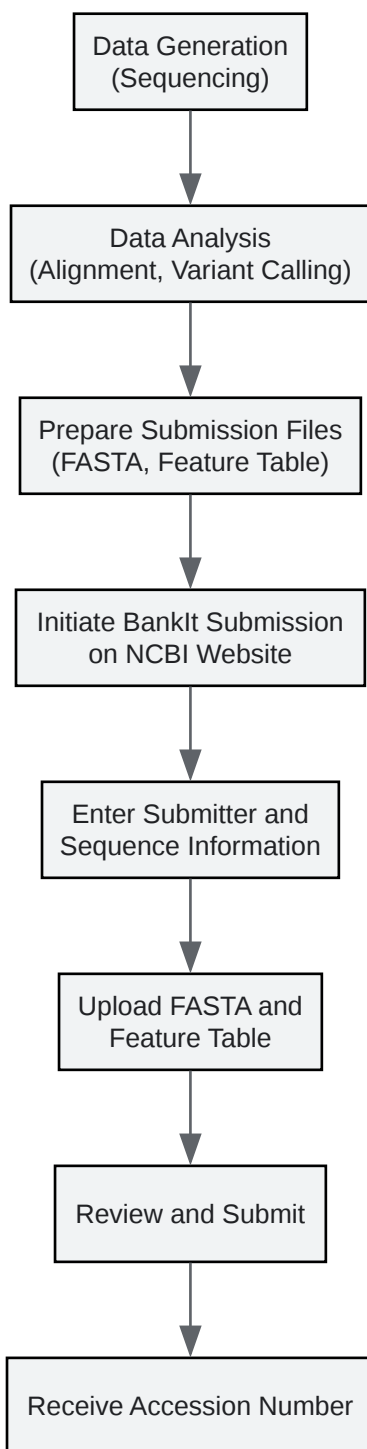 Data Generation
(Sequencing)
Data Analysis
(Alignment, Variant Calling)
Prepare Submission Files
(FASTA, Feature Table)
Initiate BankIt Submission
on NCBI Website
Enter Submitter and
Sequence Information
Upload FASTA and
Feature Table
Review and Submit
Receive Accession Number